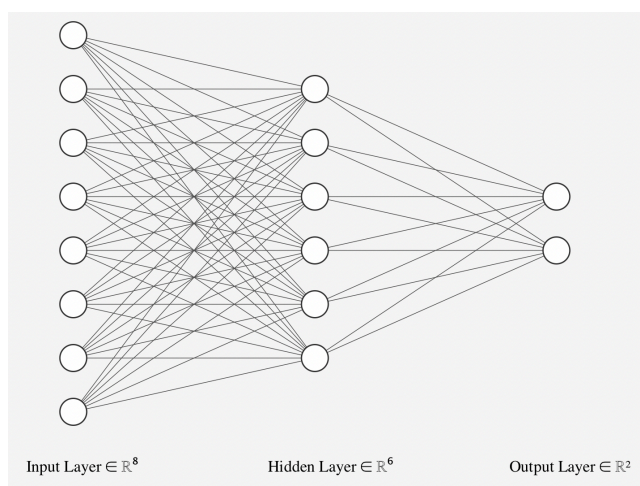 Input Layer ∈ ℝ⁸
Hidden Layer ∈ ℝ⁶
Output Layer ∈ ℝ²